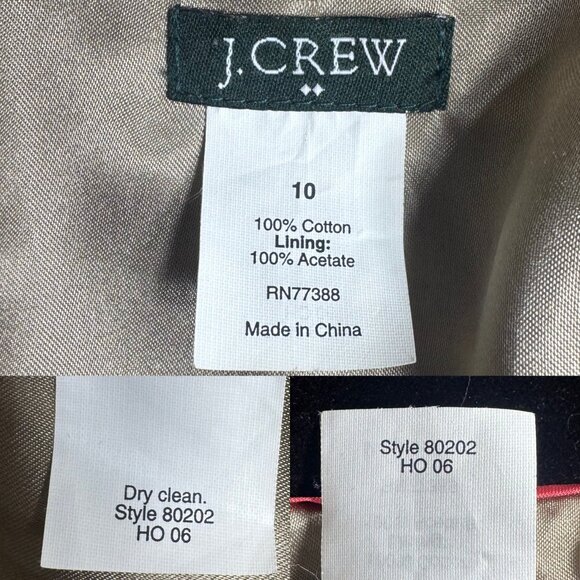 J.CREW
10
100% Cotton
Lining:
100% Acetate
RN77388
Made in China
Dry clean.
Style 80202
HO 06
Style 80202
HO 06